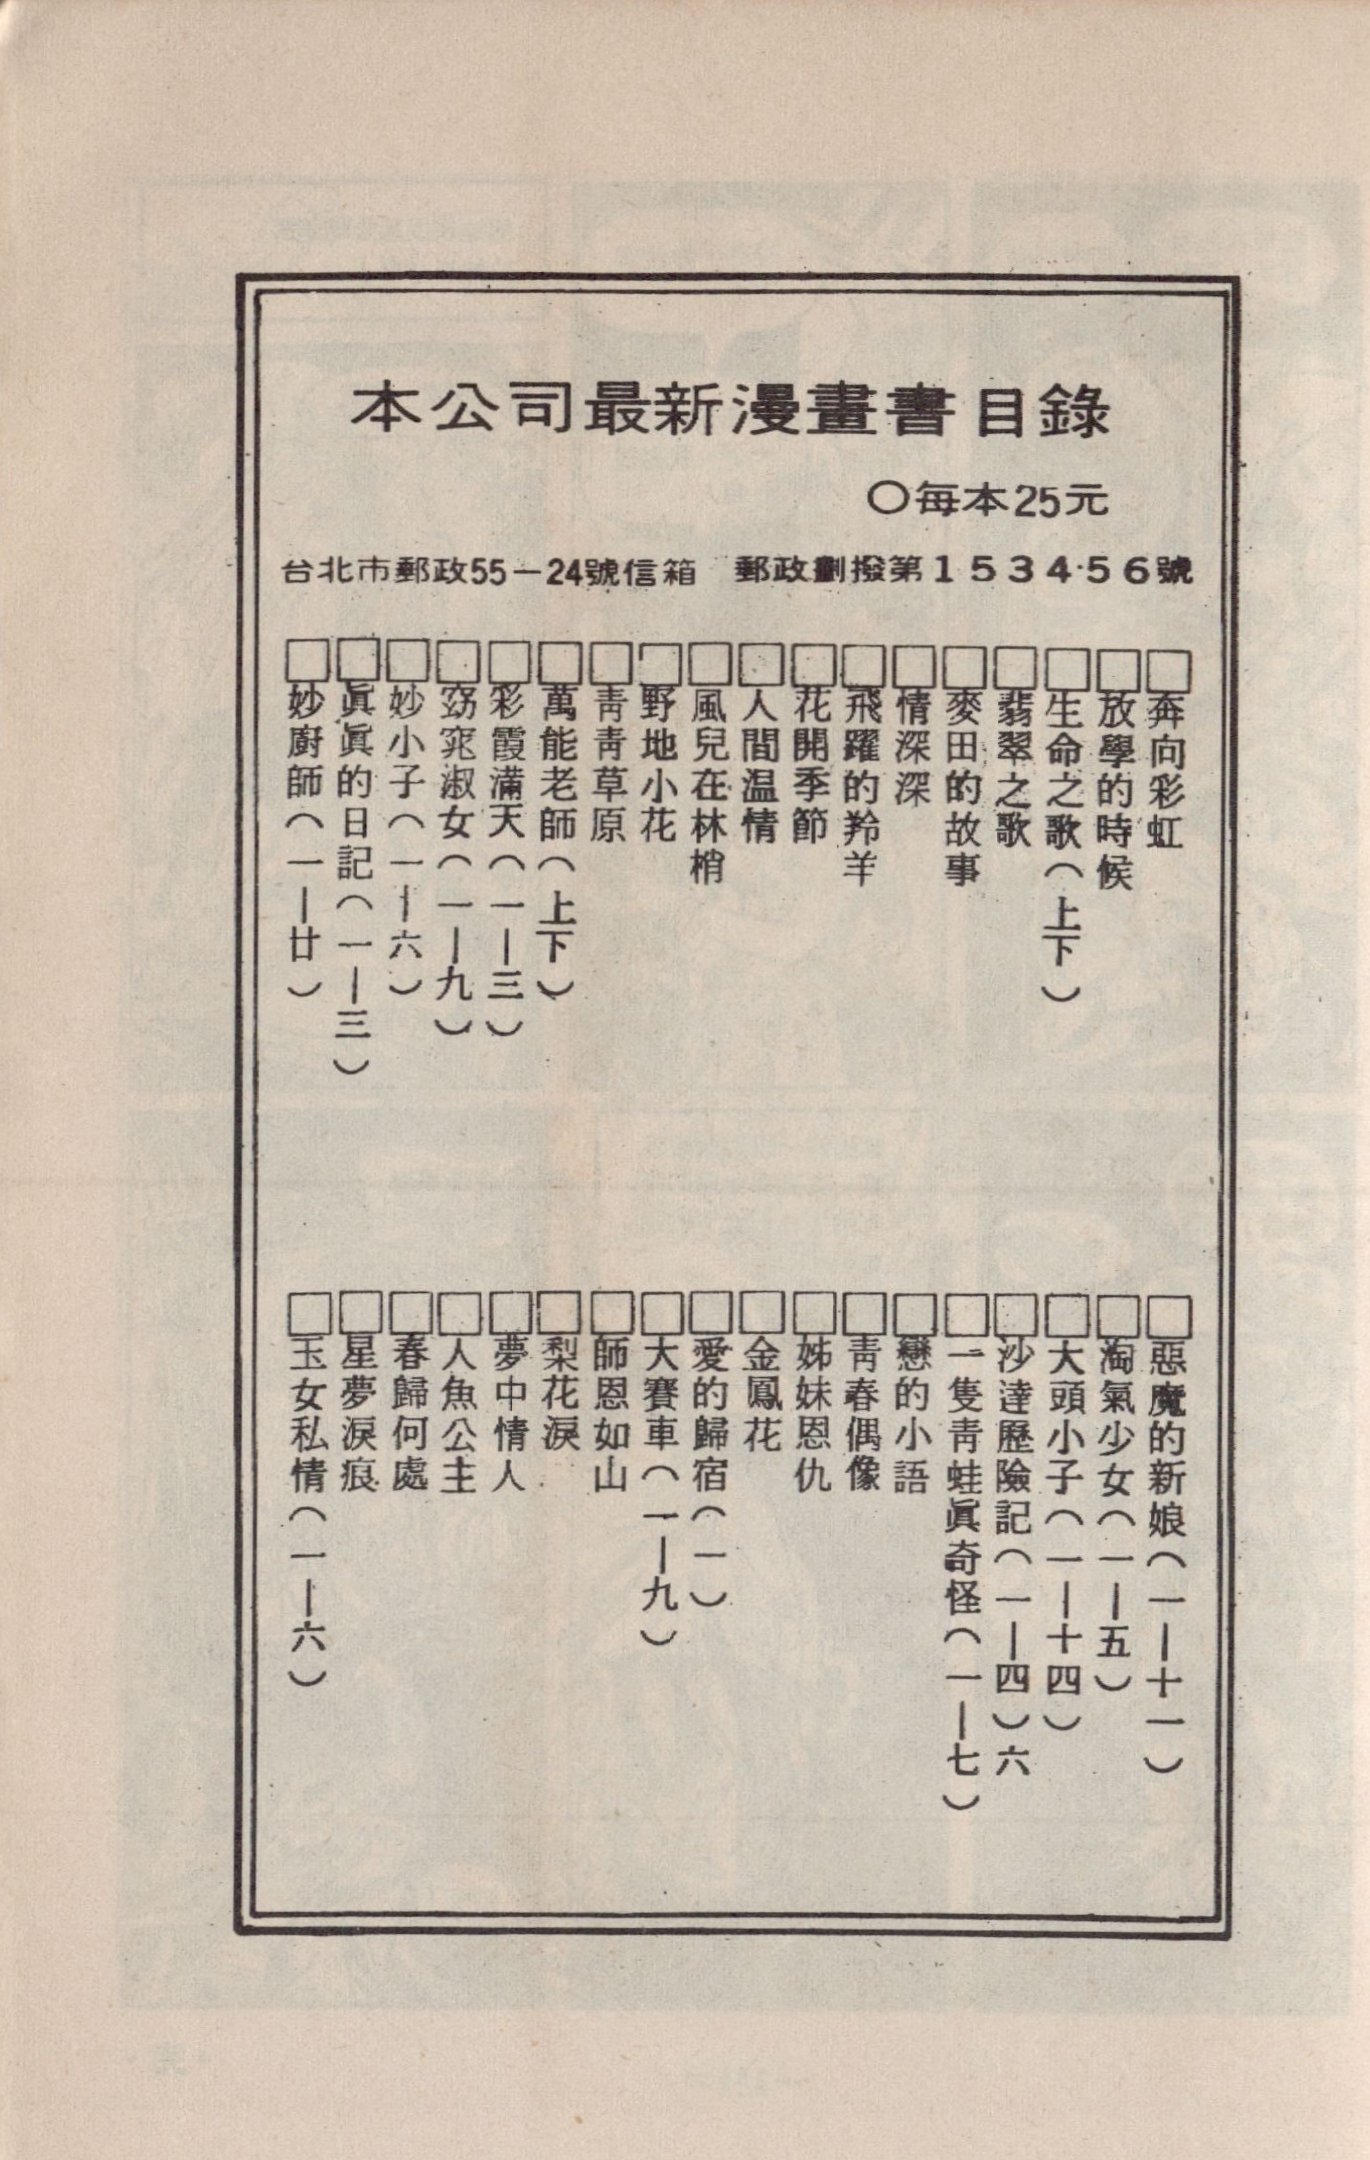 本公司最新漫畫書目錄
○每本25元
台北市郵政55－24號信箱　郵政劃撥第153456號
□奔向彩虹
□放學的時候
□生命之歌（上下）
□翡翠之歌
□麥田的故事
□情深深
□飛躍的羚羊
□花開季節
□人間温情
□風兒在林梢
□野地小花
□靑靑草原
□萬能老師（上下）
□彩霞滿天（一－三）
□窈窕淑女（一－九）
□妙小子（一－六）
□眞眞的日記（一－三）
□妙廚師（一－廿）
□惡魔的新娘（一－十一）
□淘氣少女（一－五）
□大頭小子（一－十四）
□沙達歷險記（一－四）六
□一隻靑蛙眞奇怪（一－七）
□戀的小語
□靑春偶像
□姊妹恩仇
□金鳳花
□愛的歸宿（一）
□大賽車（一－九）
□師恩如山
□梨花淚
□夢中情人
□人魚公主
□春歸何處
□星夢淚痕
□玉女私情（一－六）